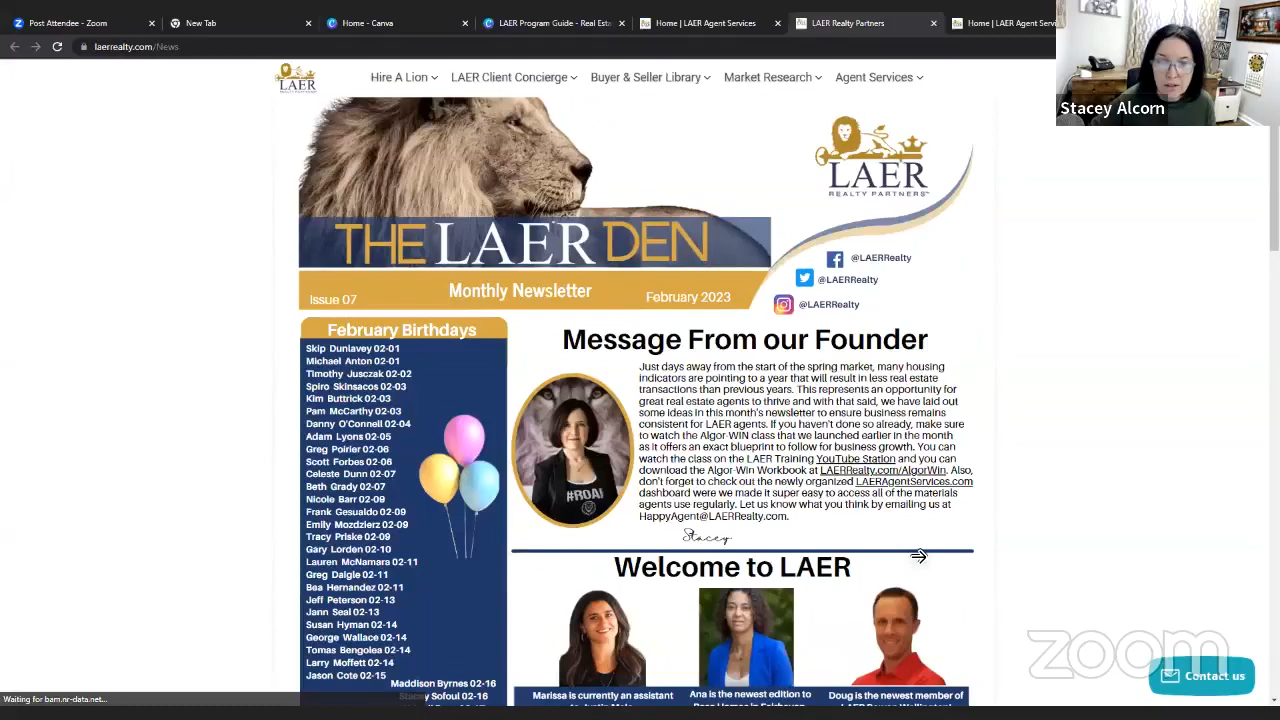 Zoom Attendee
New Tab
Home - Canva
LAER Program Guide - Real Esta
Home | LAER Agent Services
LAER Realty Partners
Home | LAER Agent Servi
laerrealty.com/News
Stacey Alcorn
LAER
REALTY PARTNERS
Hire A Lion
LAER Client Concierge
Buyer & Seller Library
Market Research
Agent Services
LAER
REALTY PARTNERS™
THE LAER DEN
@LAERRealty
@LAERRealty
@LAERRealty
Issue 07
Monthly Newsletter
February 2023
February Birthdays
Skip Dunlavey 02-01
Michael Anton 02-01
Timothy Jusczak 02-02
Spiro Skinsacos 02-03
Kim Buttrick 02-03
Pam McCarthy 02-03
Danny O'Connell 02-04
Adam Lyons 02-05
Greg Poirier 02-06
Scott Forbes 02-06
Celeste Dunn 02-07
Beth Grady 02-07
Nicole Barr 02-09
Frank Gesualdo 02-09
Emily Mozdzierz 02-09
Tracy Priske 02-09
Gary Lorden 02-10
Lauren McNamara 02-11
Greg Daigle 02-11
Bea Hernandez 02-11
Jeff Peterson 02-13
Jann Seal 02-13
Susan Hyman 02-14
George Wallace 02-14
Tomas Bengolea 02-14
Larry Moffett 02-14
Jason Cote 02-15
Maddison Byrnes 02-16
Stacey Sofoul 02-16
Message From our Founder
Just days away from the start of the spring market, many housing
indicators are pointing to a year that will result in less real estate
transactions than previous years. This represents an opportunity for
great real estate agents to thrive and with that said, we have laid out
some ideas in this month's newsletter to ensure business remains
consistent for LAER agents. If you haven't done so already, make sure
to watch the Algor-WIN class that we launched earlier in the month
as it offers an exact blueprint to follow for business growth. You can
watch the class on the LAER Training YouTube Station and you can
download the Algor-Win Workbook at LAERRealty.com/AlgorWin. Also,
don't forget to check out the newly organized LAERAgentServices.com
dashboard were we made it super easy to access all of the materials
agents use regularly. Let us know what you think by emailing us at
HappyAgent@LAERRealty.com.
Stacey
#ROAR
Welcome to LAER
Marissa is currently an assistant
Ana is the newest edition to
Doug is the newest member of
zoom
Contact us
Waiting for bam.nr-data.net...